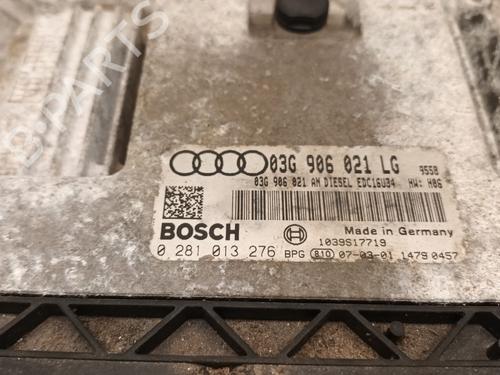 B-PARTS
03G 906 021 LG 9558
03G 906 021 AM DIESEL EDC16U34 HW: H06
BOSCH
Made in Germany
1039S17719
0 281 013 276 BPG 810 07-03-01 1479 0457